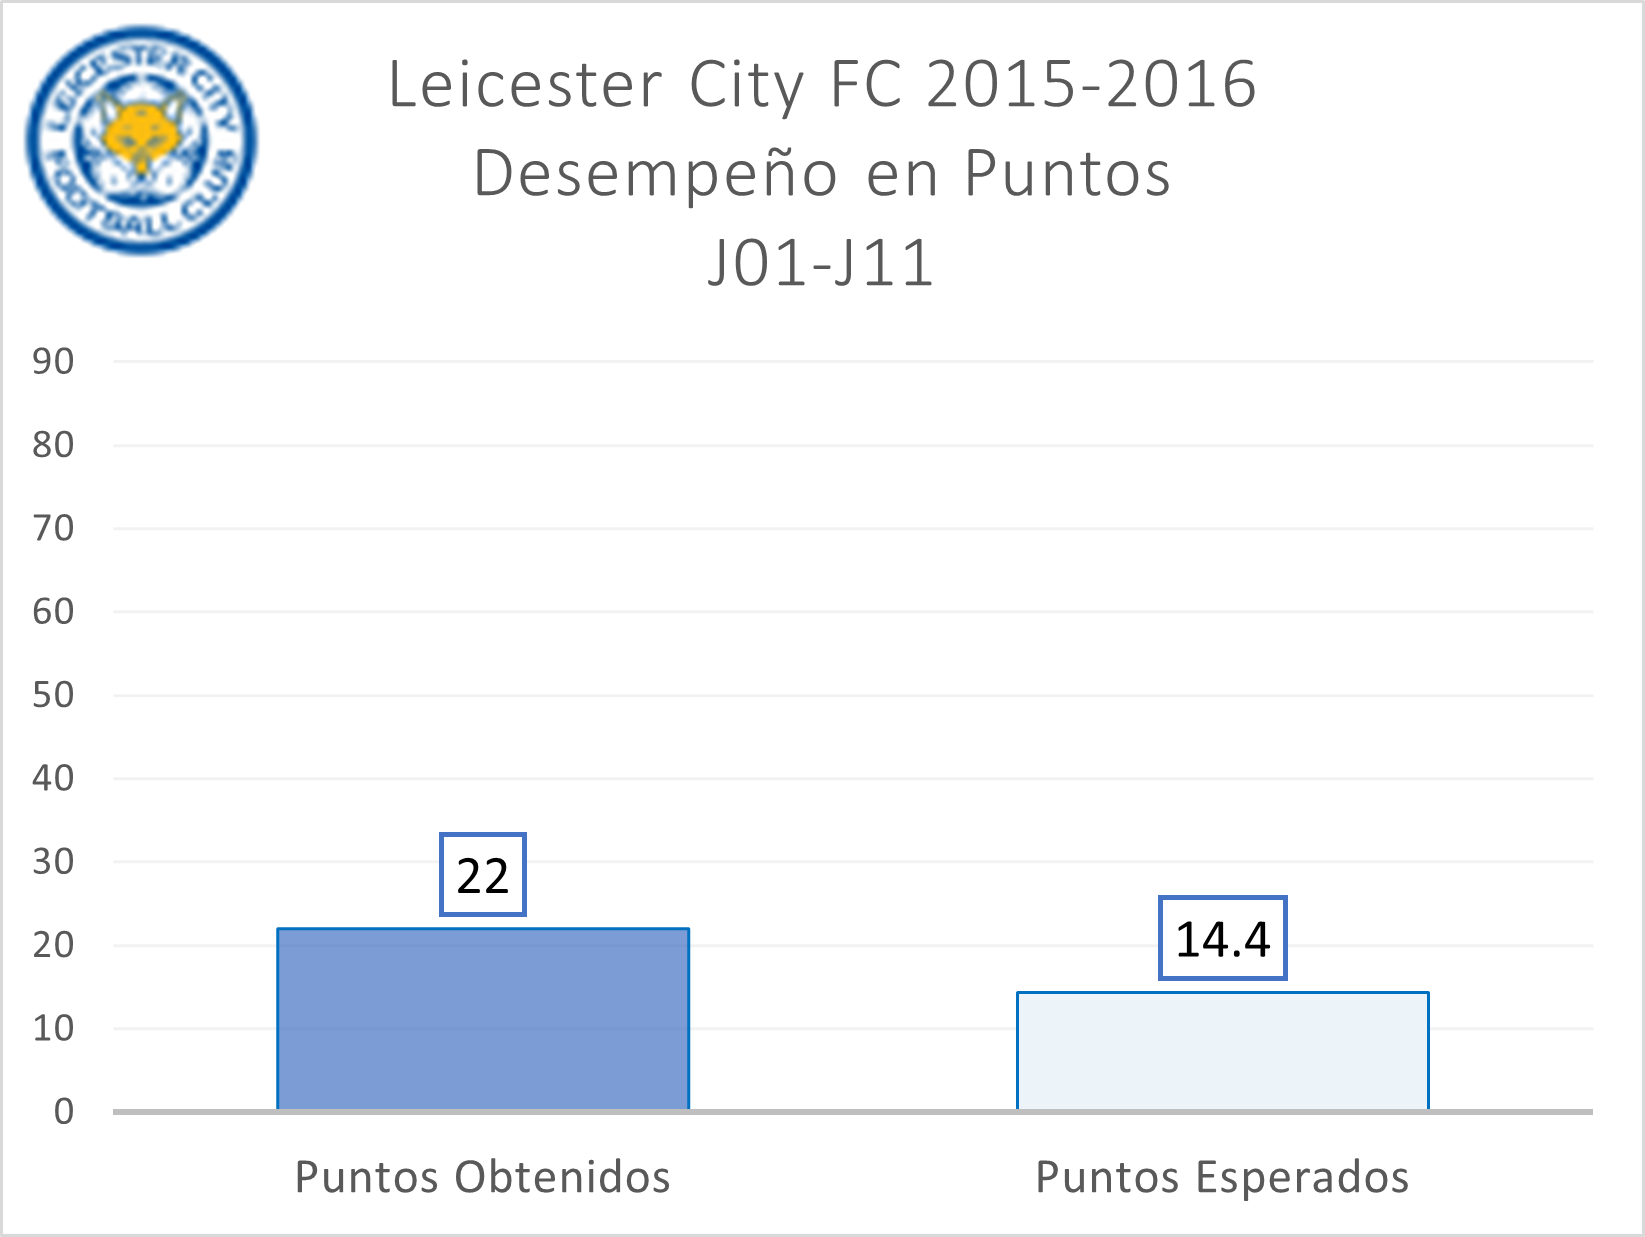 LEICESTER CITY
FOOTBALL CLUB
Leicester City FC 2015-2016
Desempeño en Puntos
J01-J11
90
80
70
60
50
40
30
20
10
0
22
14.4
Puntos Obtenidos
Puntos Esperados